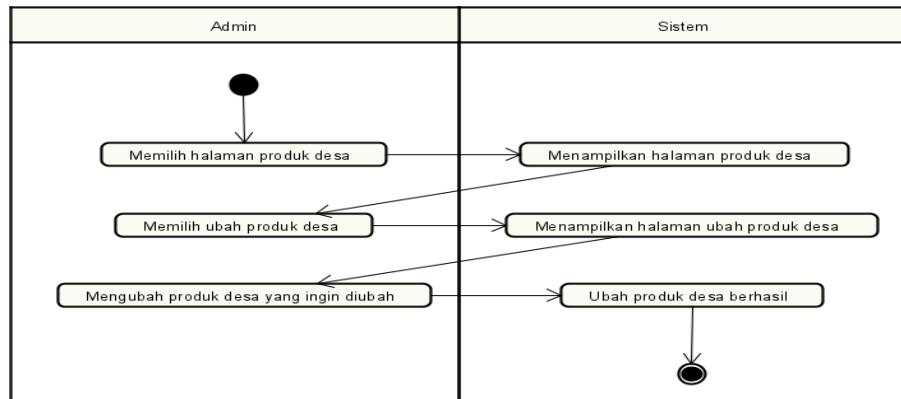 Admin
Sistem
Memilih halaman produk desa
Menampilkan halaman produk desa
Memilih ubah produk desa
Menampilkan halaman ubah produk desa
Mengubah produk desa yang ingin diubah
Ubah produk desa berhasil